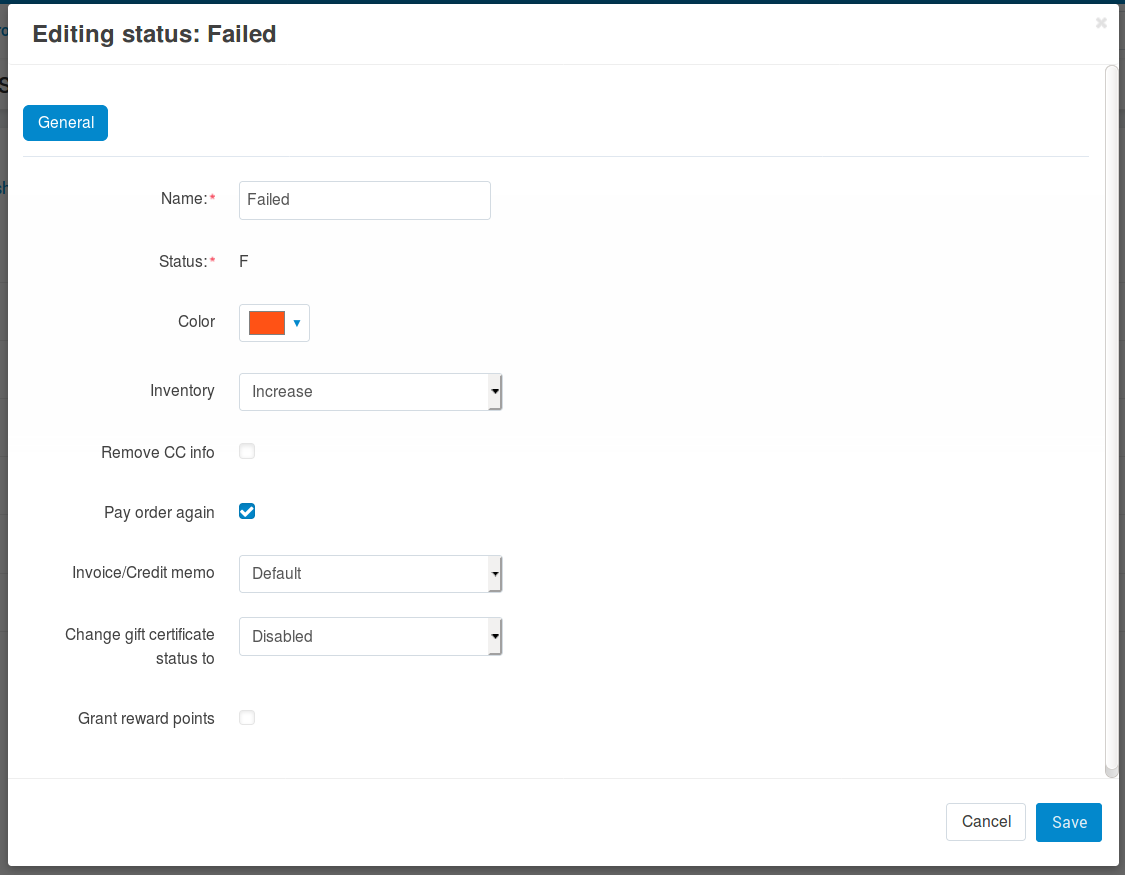 Editing status: Failed
General
Name:*
Failed
Status:*
F
Color
Inventory
Increase
Remove CC info
Pay order again
Invoice/Credit memo
Default
Change gift certificate
status to
Disabled
Grant reward points
Cancel
Save